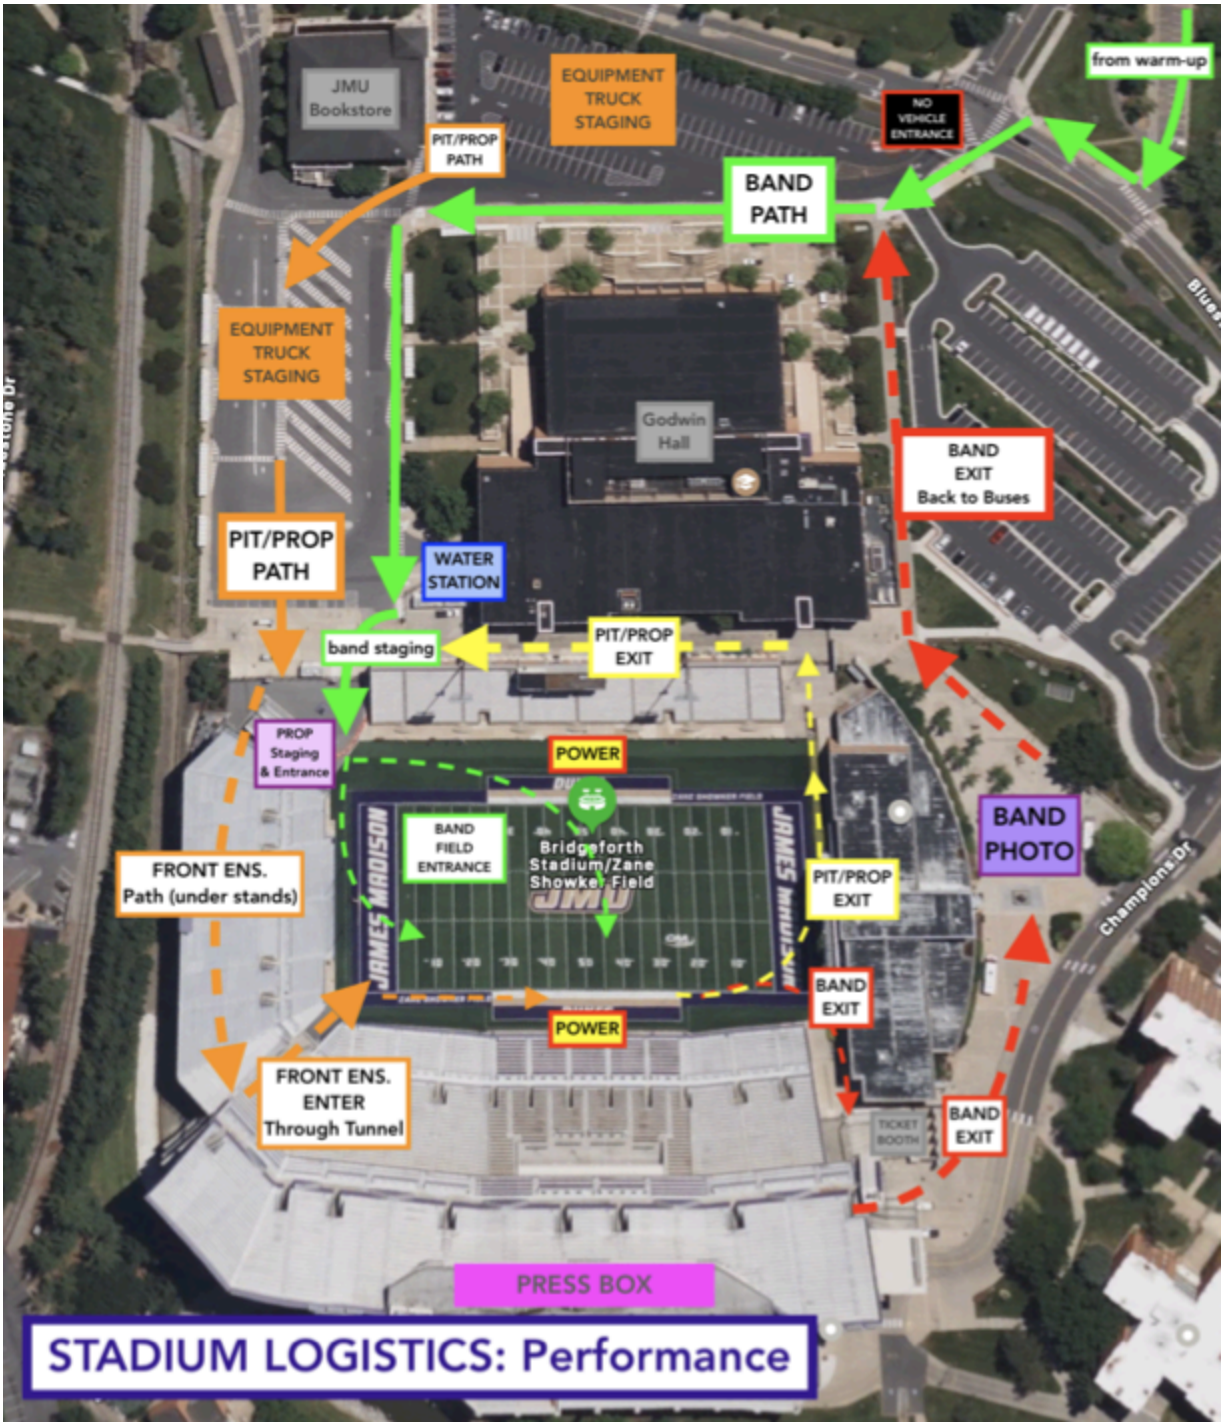 from warm-up
JMU
Bookstore
EQUIPMENT
TRUCK
STAGING
NO
VEHICLE
ENTRANCE
PIT/PROP
PATH
BAND
PATH
EQUIPMENT
TRUCK
STAGING
Godwin
Hall
BAND
EXIT
Back to Buses
PIT/PROP
PATH
WATER
STATION
band staging
PIT/PROP
EXIT
PROP
Staging
& Entrance
POWER
JAMES MADISON
BAND
FIELD
ENTRANCE
Bridgeforth
Stadium/Zane
Showker Field
JMU
BAND
PHOTO
FRONT ENS.
Path (under stands)
PIT/PROP
EXIT
Champions Dr
BAND
EXIT
POWER
FRONT ENS.
ENTER
Through Tunnel
TICKET
BOOTH
BAND
EXIT
PRESS BOX
STADIUM LOGISTICS: Performance